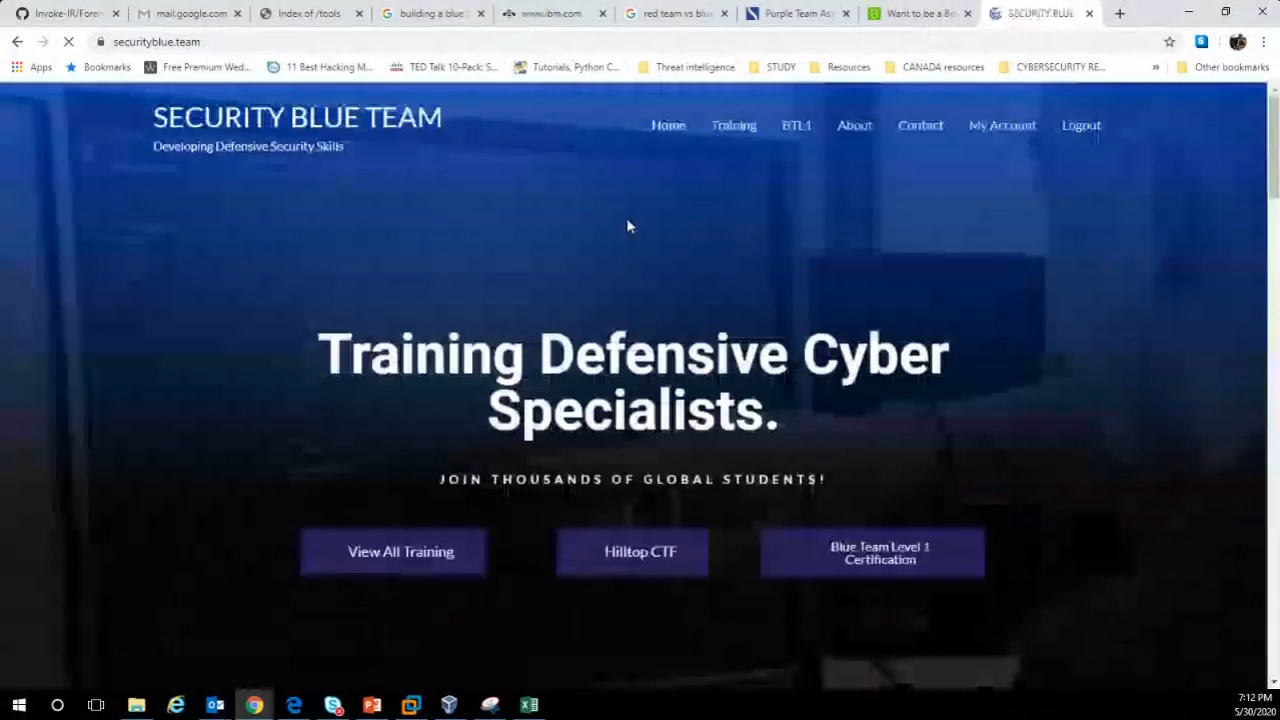 Invoke-IR/Foren
mail.google.com
Index of /tools
building a blue
www.ibm.com
red team vs blue
Purple Team As
Want to be a Be
SECURITY BLUE
securityblue.team
Apps
Bookmarks
Free Premium Wed...
11 Best Hacking M...
TED Talk 10-Pack: S...
Tutorials, Python C...
Threat intelligence
STUDY
Resources
CANADA resources
CYBERSECURITY RE...
»
Other bookmarks
SECURITY BLUE TEAM
Developing Defensive Security Skills
Home
Training
BTL1
About
Contact
My Account
Logout
Training Defensive Cyber
Specialists.
JOIN THOUSANDS OF GLOBAL STUDENTS!
View All Training
Hilltop CTF
Blue Team Level 1
Certification
7:12 PM
5/30/2020